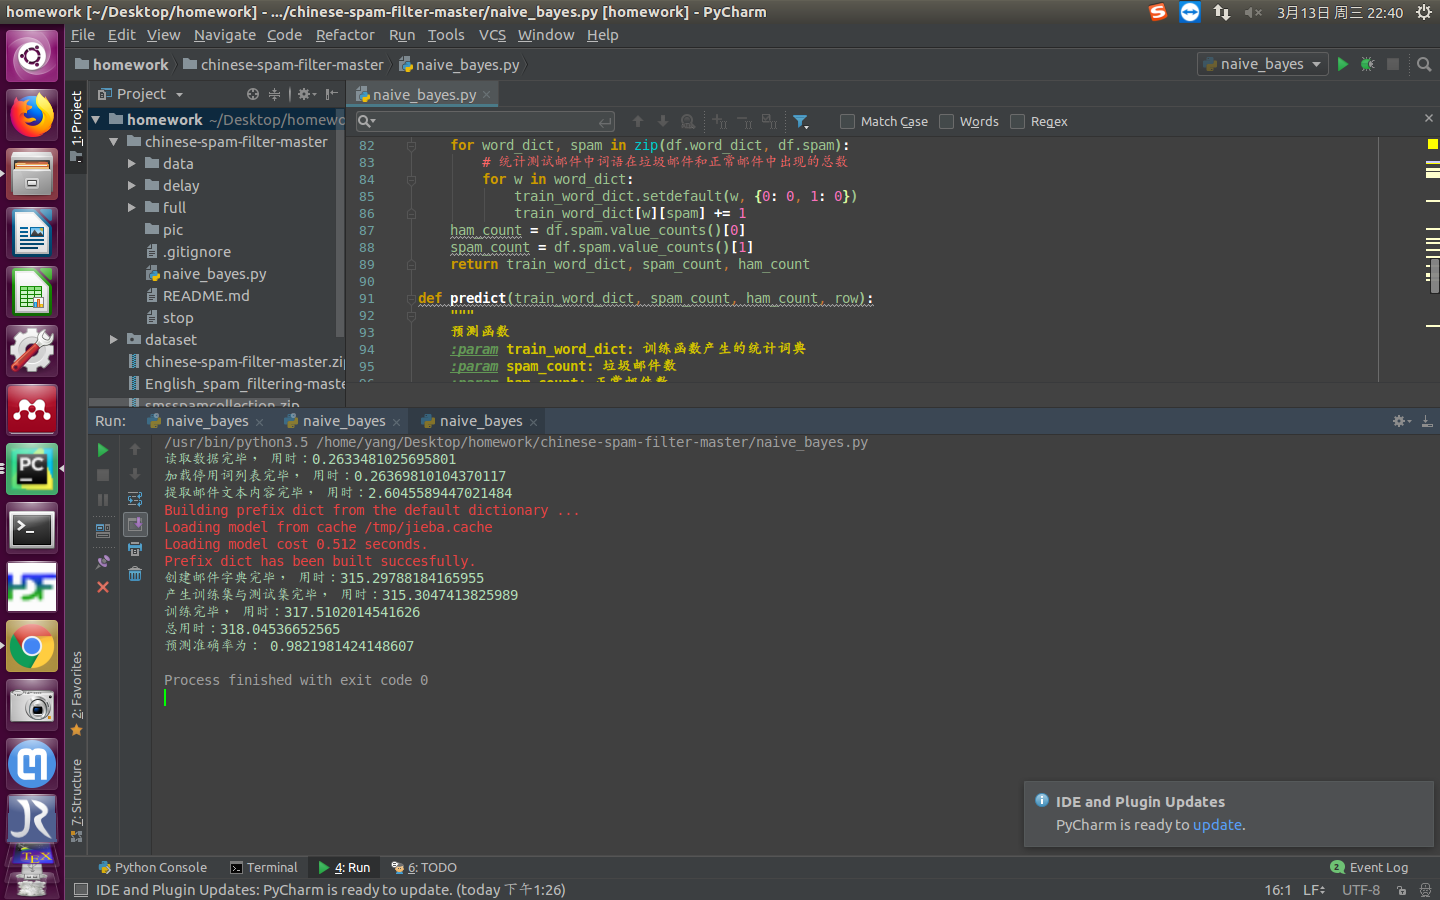 homework [~/Desktop/homework] - .../chinese-spam-filter-master/naive_bayes.py [homework] - PyCharm
3月13日 周三 22:40
File Edit View Navigate Code Refactor Run Tools VCS Window Help
homework chinese-spam-filter-master naive_bayes.py
naive_bayes
1: Project
Project
naive_bayes.py
homework ~/Desktop/homewo
chinese-spam-filter-master
data
delay
full
pic
.gitignore
naive_bayes.py
README.md
stop
dataset
chinese-spam-filter-master.zip
English_spam_filtering-maste
smsspamcollection.zip
Match Case Words Regex
82 for word_dict, spam in zip(df.word_dict, df.spam):
83 # 统计测试邮件中词语在垃圾邮件和正常邮件中出现的总数
84 for w in word_dict:
85 train_word_dict.setdefault(w, {0: 0, 1: 0})
86 train_word_dict[w][spam] += 1
87 ham_count = df.spam.value_counts()[0]
88 spam_count = df.spam.value_counts()[1]
89 return train_word_dict, spam_count, ham_count
90
91 def predict(train_word_dict, spam_count, ham_count, row):
92 """
93 预测函数
94 :param train_word_dict: 训练函数产生的统计词典
95 :param spam_count: 垃圾邮件数
96 :param ham_count: 正常邮件数
Run: naive_bayes naive_bayes naive_bayes
/usr/bin/python3.5 /home/yang/Desktop/homework/chinese-spam-filter-master/naive_bayes.py
读取数据完毕， 用时：0.2633481025695801
加载停用词列表完毕， 用时：0.26369810104370117
提取邮件文本内容完毕， 用时：2.6045589447021484
Building prefix dict from the default dictionary ...
Loading model from cache /tmp/jieba.cache
Loading model cost 0.512 seconds.
Prefix dict has been built succesfully.
创建邮件字典完毕， 用时：315.29788184165955
产生训练集与测试集完毕， 用时：315.3047413825989
训练完毕， 用时：317.5102014541626
总用时：318.04536652565
预测准确率为： 0.9821981424148607
Process finished with exit code 0
2: Favorites
7: Structure
IDE and Plugin Updates
PyCharm is ready to update.
Python Console Terminal 4: Run 6: TODO
2 Event Log
IDE and Plugin Updates: PyCharm is ready to update. (today 下午1:26)
16:1 LF UTF-8